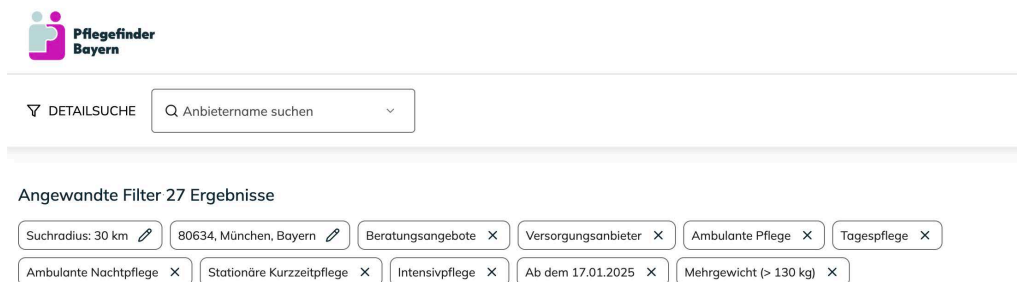 Pflegefinder
Bayern
DETAILSUCHE Anbietername suchen
Angewandte Filter 27 Ergebnisse
Suchradius: 30 km 80634, München, Bayern Beratungsangebote Versorgungsanbieter Ambulante Pflege Tagespflege
Ambulante Nachtpflege Stationäre Kurzzeitpflege Intensivpflege Ab dem 17.01.2025 Mehrgewicht (> 130 kg)